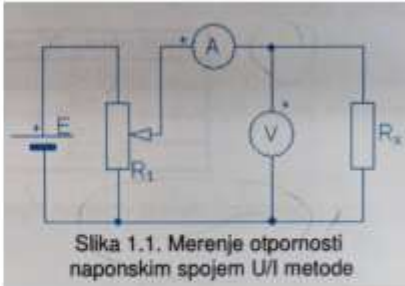 A
E
R₁
V
Rₓ
Slika 1.1. Merenje otpornosti
naponskim spojem U/I metode